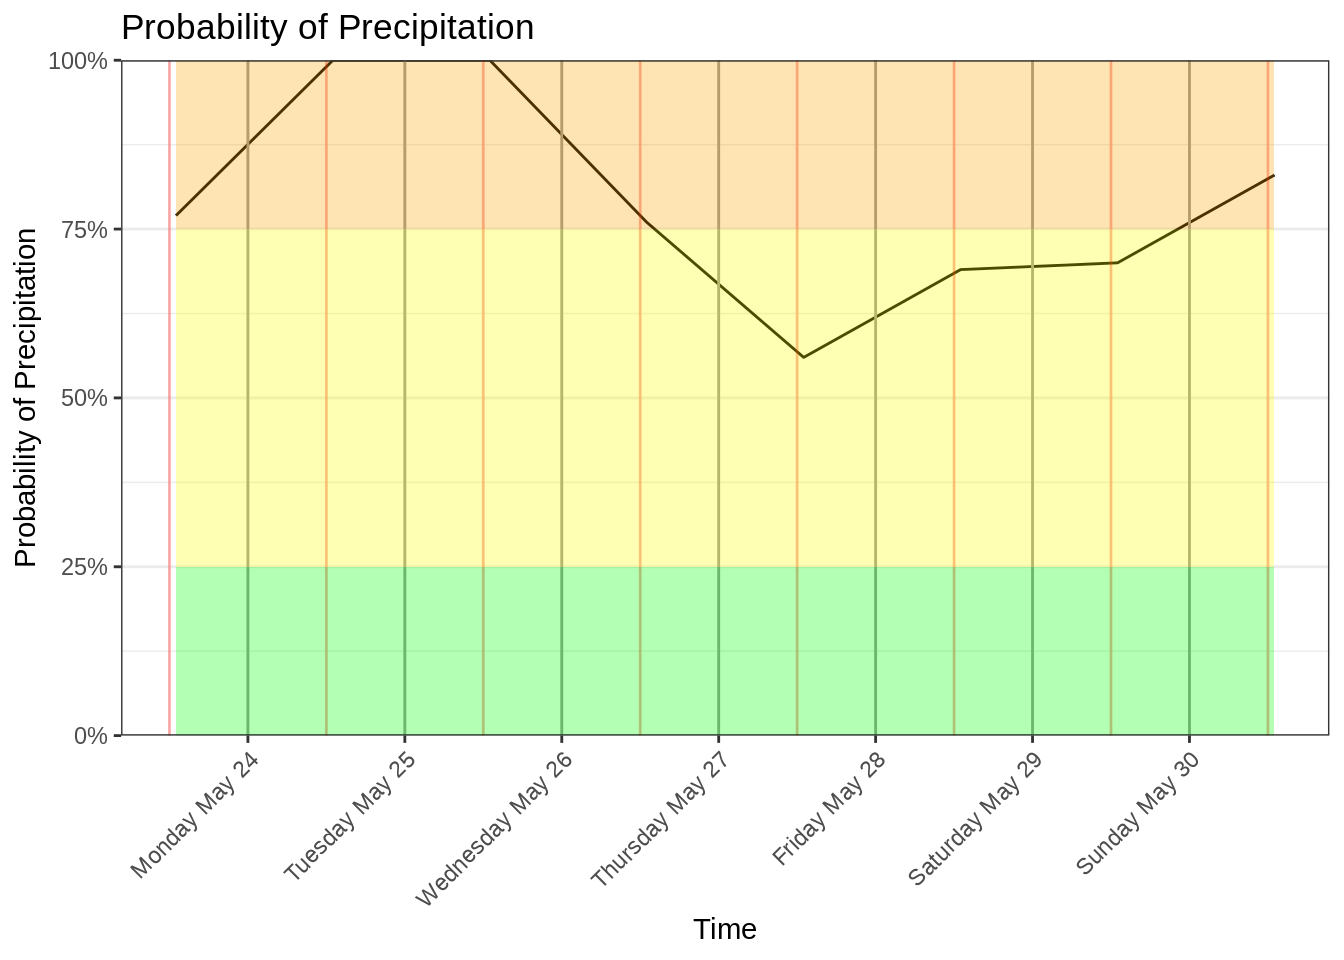 Probability of Precipitation
Probability of Precipitation
100%
75%
50%
25%
0%
Monday May 24
Tuesday May 25
Wednesday May 26
Thursday May 27
Friday May 28
Saturday May 29
Sunday May 30
Time